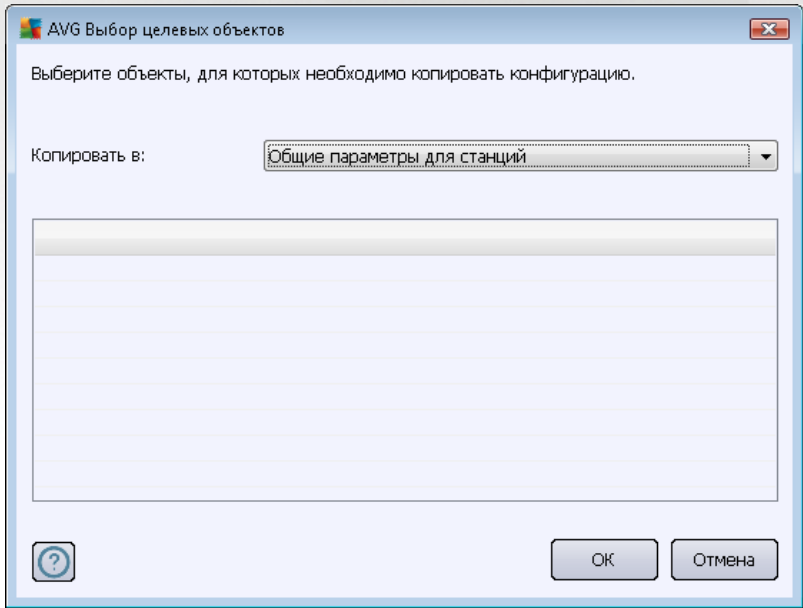 AVG Выбор целевых объектов
Выберите объекты, для которых необходимо копировать конфигурацию.
Копировать в: Общие параметры для станций
ОК Отмена